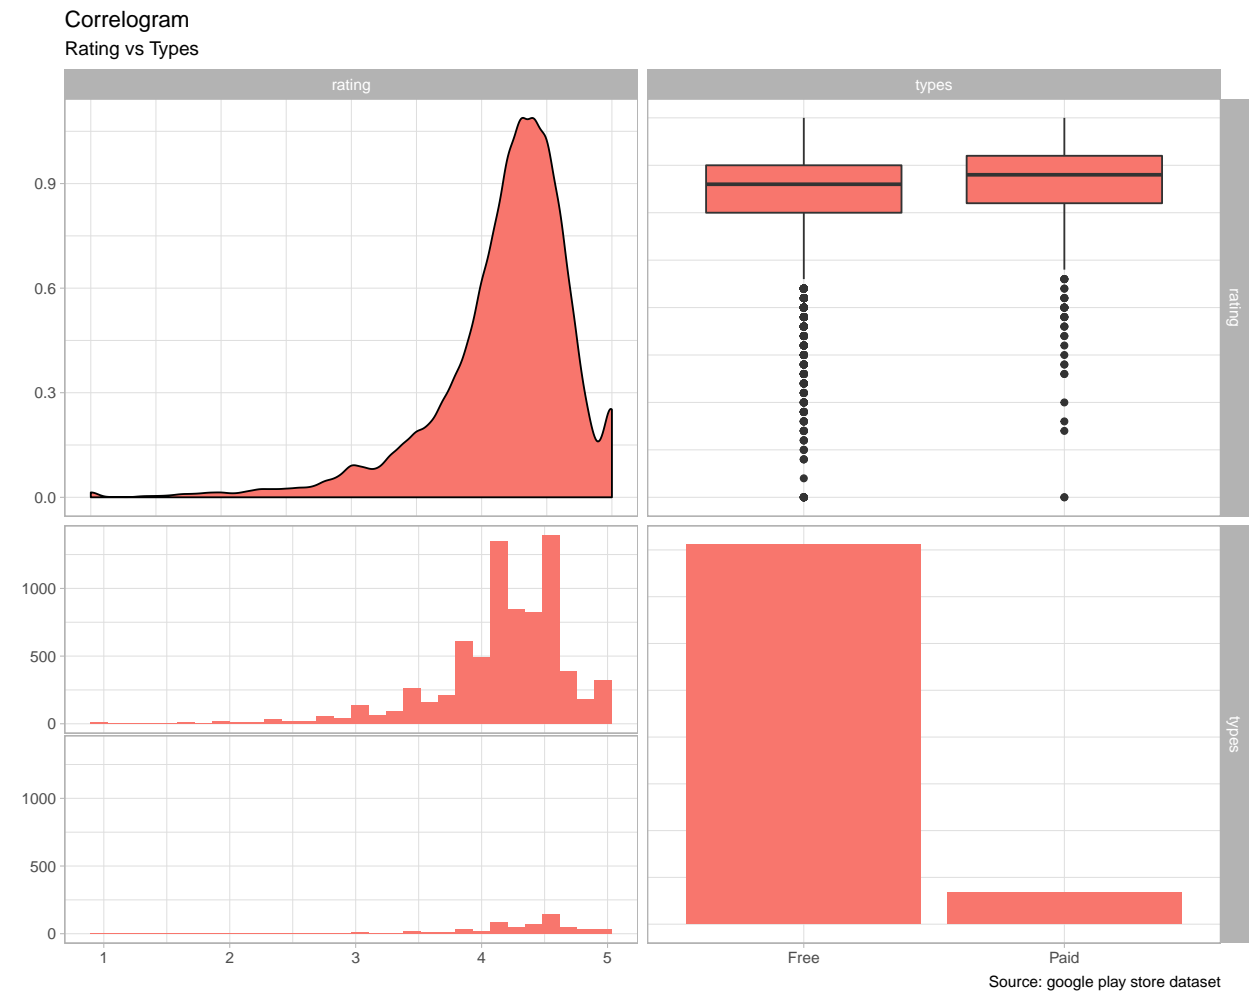 Correlogram
Rating vs Types
rating
types
0.9
0.6
0.3
0.0
rating
1000
500
0
types
1000
500
0
1
2
3
4
5
Free
Paid
Source: google play store dataset